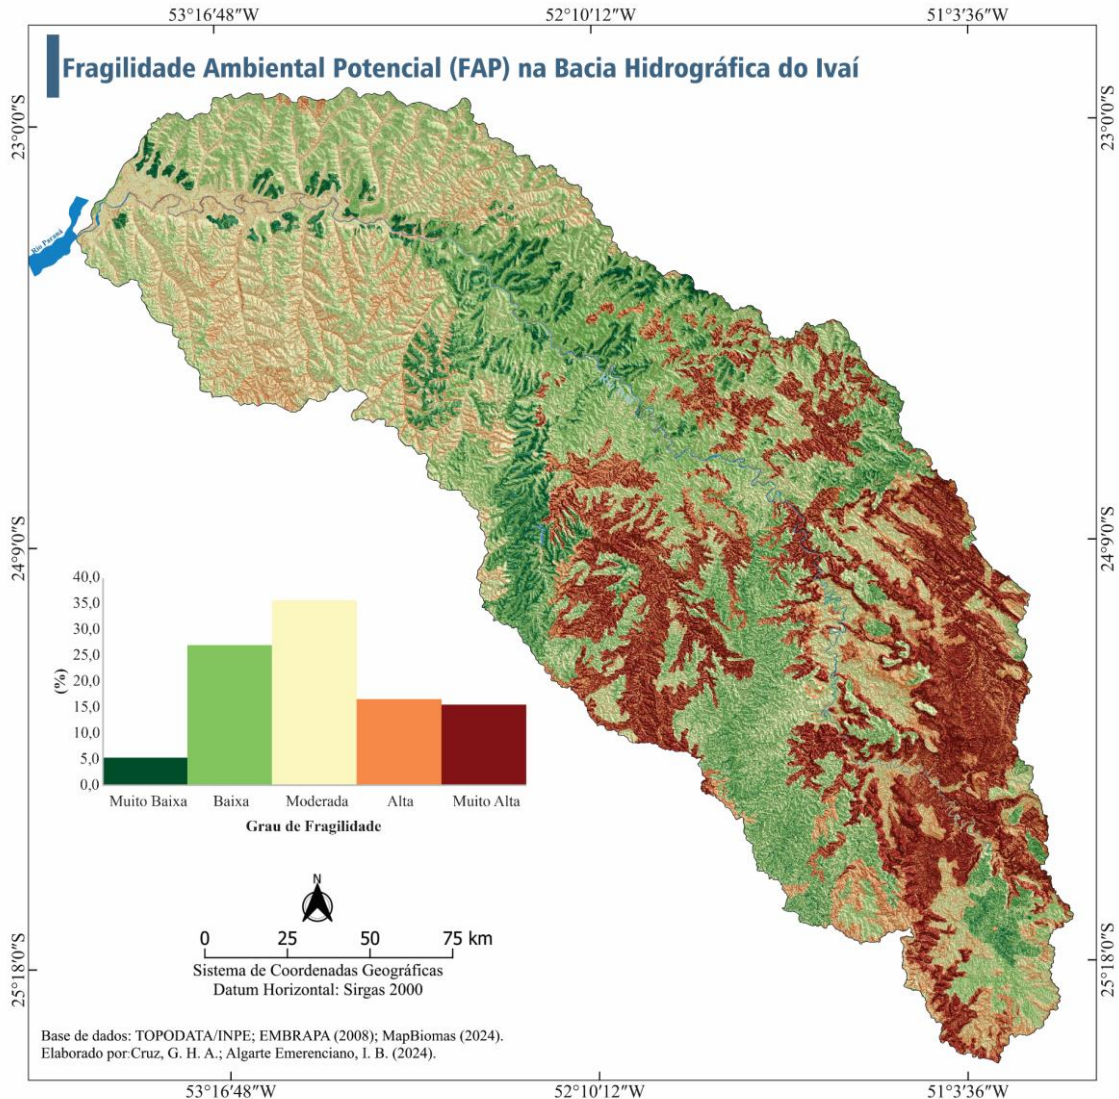 53°16'48"W 52°10'12"W 51°3'36"W
Fragilidade Ambiental Potencial (FAP) na Bacia Hidrográfica do Ivaí
23°0'0"S 23°0'0"S
Rio Paraná
24°9'0"S 24°9'0"S
40,0
35,0
30,0
25,0
20,0
15,0
10,0
5,0
0,0
(%)
Muito Baixa Baixa Moderada Alta Muito Alta
Grau de Fragilidade
N
0 25 50 75 km
Sistema de Coordenadas Geográficas
Datum Horizontal: Sirgas 2000
25°18'0"S 25°18'0"S
Base de dados: TOPODATA/INPE; EMBRAPA (2008); MapBiomas (2024).
Elaborado por:Cruz, G. H. A.; Algarte Emerenciano, I. B. (2024).
53°16'48"W 52°10'12"W 51°3'36"W